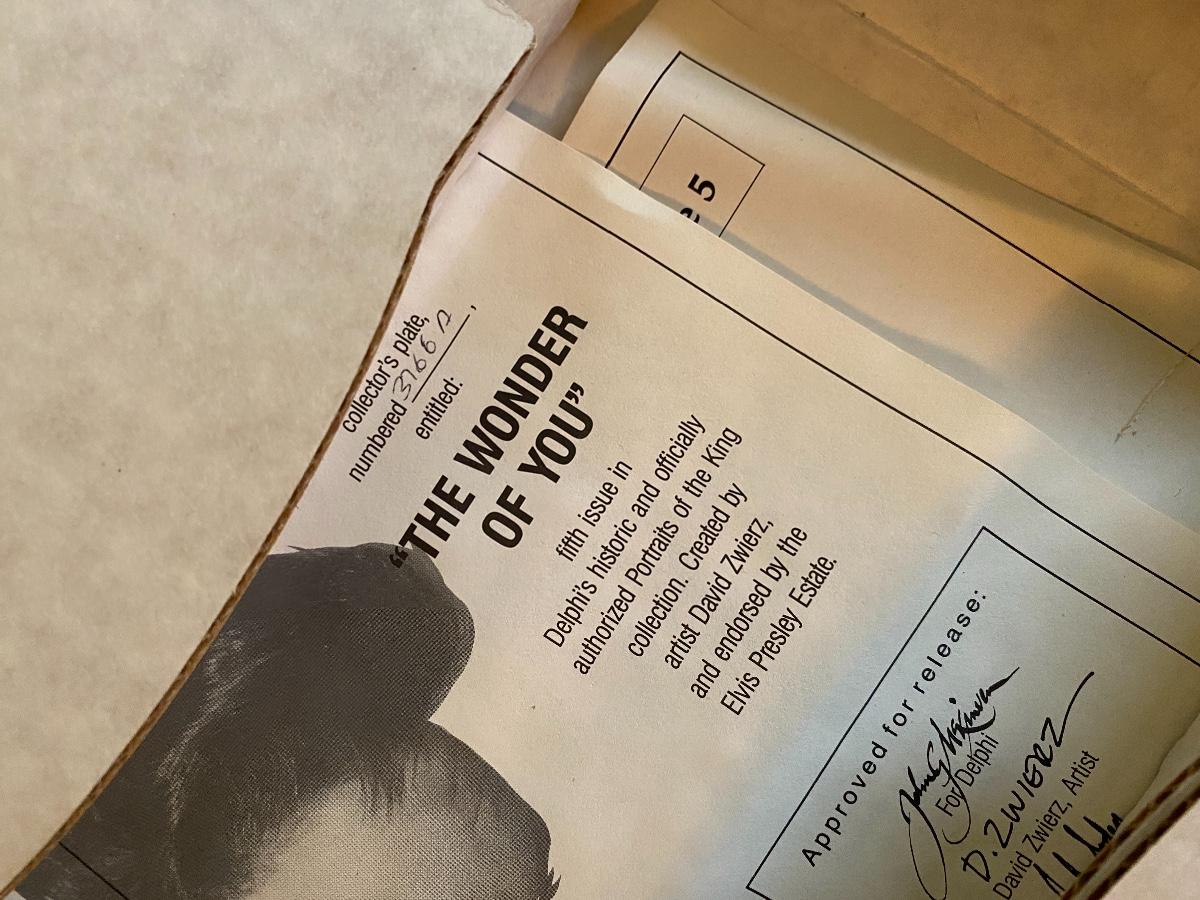 e 5
collector's plate,
numbered 3766 A,
entitled:
"THE WONDER
OF YOU"
fifth issue in
Delphi's historic and officially
authorized Portraits of the King
collection. Created by
artist David Zwierz,
and endorsed by the
Elvis Presley Estate.
Approved for release:
For Delphi
D. ZWIERZ
David Zwierz, Artist